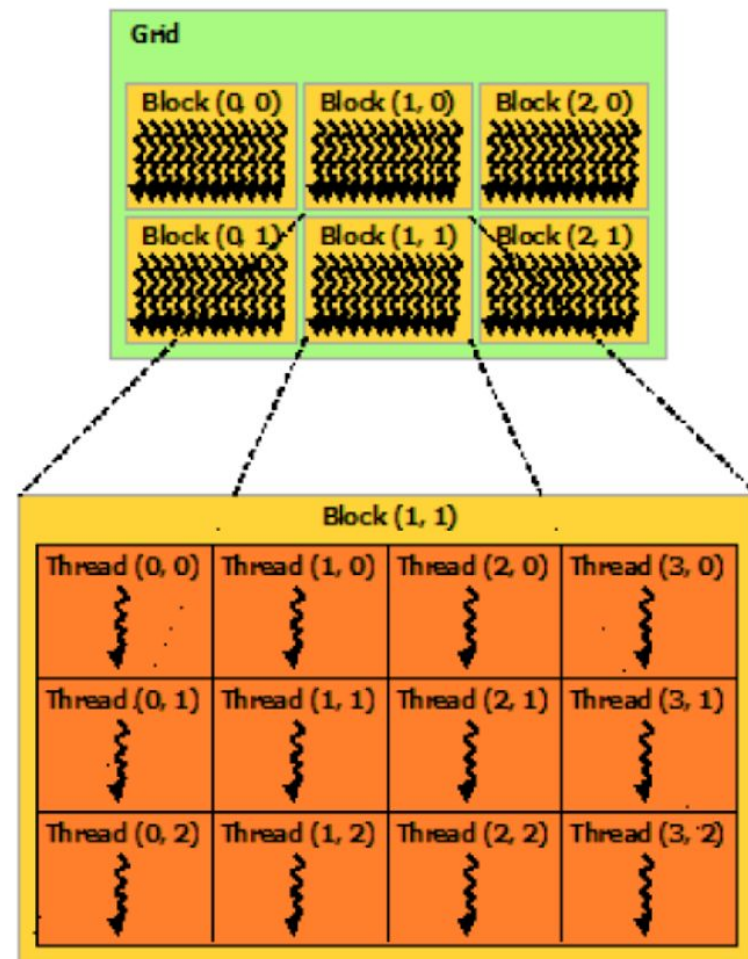 Grid
Block (0, 0) Block (1, 0) Block (2, 0)
Block (0, 1) Block (1, 1) Block (2, 1)
Block (1, 1)
Thread (0, 0) Thread (1, 0) Thread (2, 0) Thread (3, 0)
Thread (0, 1) Thread (1, 1) Thread (2, 1) Thread (3, 1)
Thread (0, 2) Thread (1, 2) Thread (2, 2) Thread (3, 2)